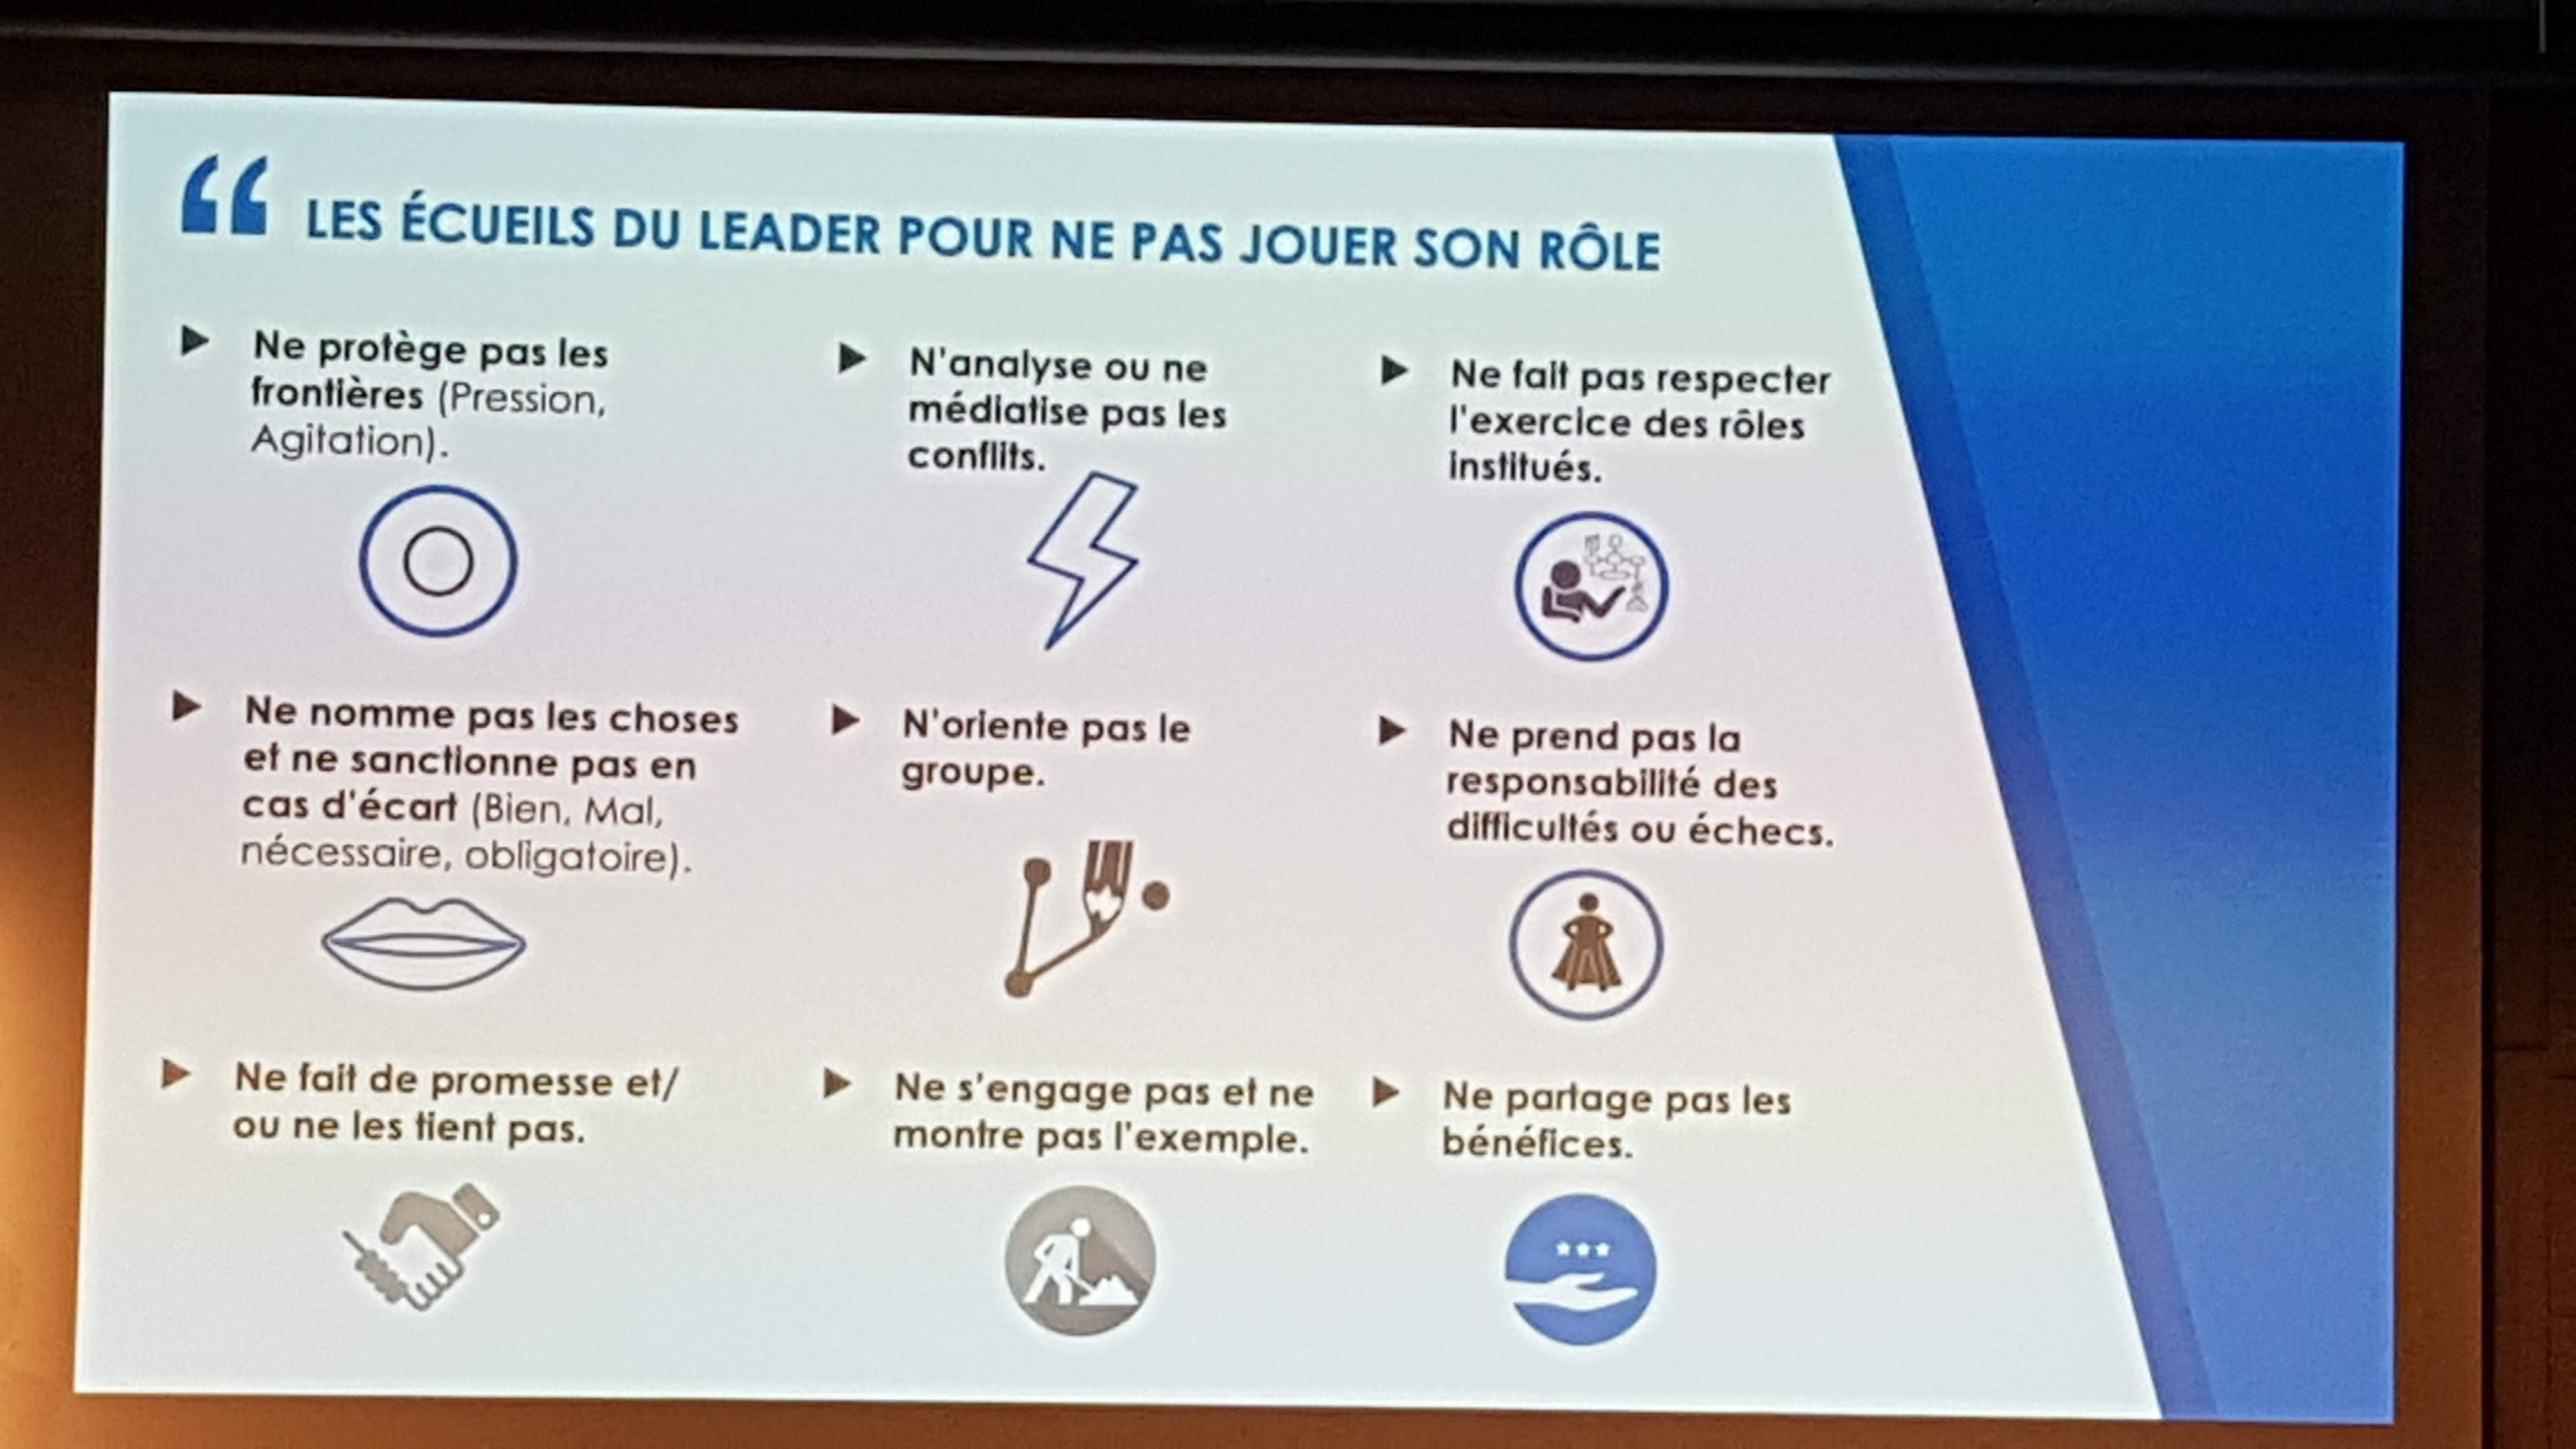 “ LES ÉCUEILS DU LEADER POUR NE PAS JOUER SON RÔLE
Ne protège pas les
frontières (Pression,
Agitation).
N'analyse ou ne
médiatise pas les
conflits.
Ne fait pas respecter
l'exercice des rôles
institués.
Ne nomme pas les choses
et ne sanctionne pas en
cas d'écart (Bien, Mal,
nécessaire, obligatoire).
N'oriente pas le
groupe.
Ne prend pas la
responsabilité des
difficultés ou échecs.
Ne fait de promesse et/
ou ne les tient pas.
Ne s'engage pas et ne
montre pas l'exemple.
Ne partage pas les
bénéfices.